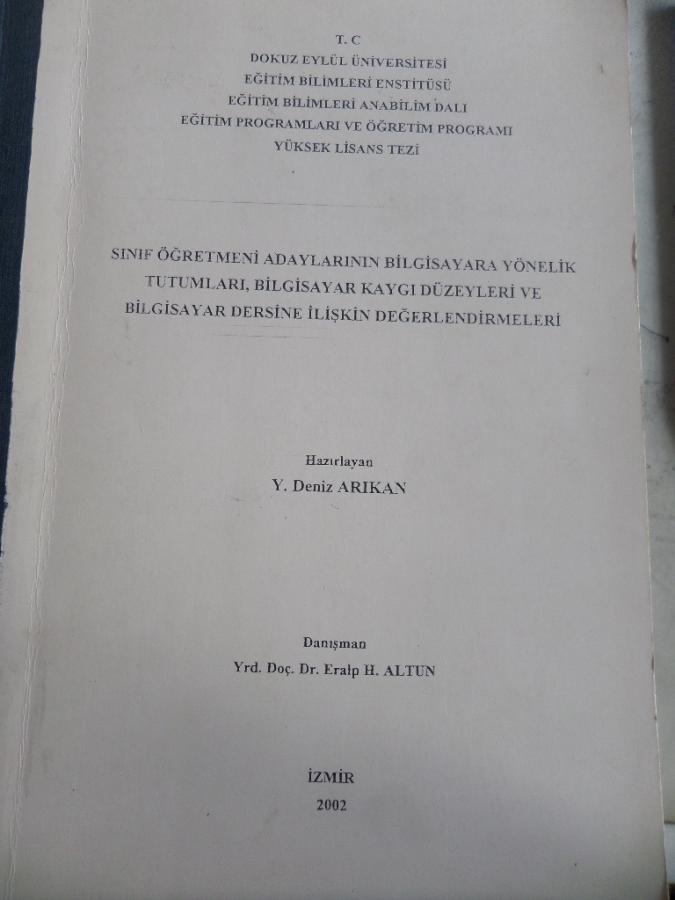 T. C
DOKUZ EYLÜL ÜNİVERSİTESİ
EĞİTİM BİLİMLERİ ENSTİTÜSÜ
EĞİTİM BİLİMLERİ ANABİLİM DALI
EĞİTİM PROGRAMLARI VE ÖĞRETİM PROGRAMI
YÜKSEK LİSANS TEZİ
SINIF ÖĞRETMENİ ADAYLARININ BİLGİSAYARA YÖNELİK
TUTUMLARI, BİLGİSAYAR KAYGI DÜZEYLERİ VE
BİLGİSAYAR DERSİNE İLİŞKİN DEĞERLENDİRMELERİ
Hazırlayan
Y. Deniz ARIKAN
Danışman
Yrd. Doç. Dr. Eralp H. ALTUN
İZMİR
2002